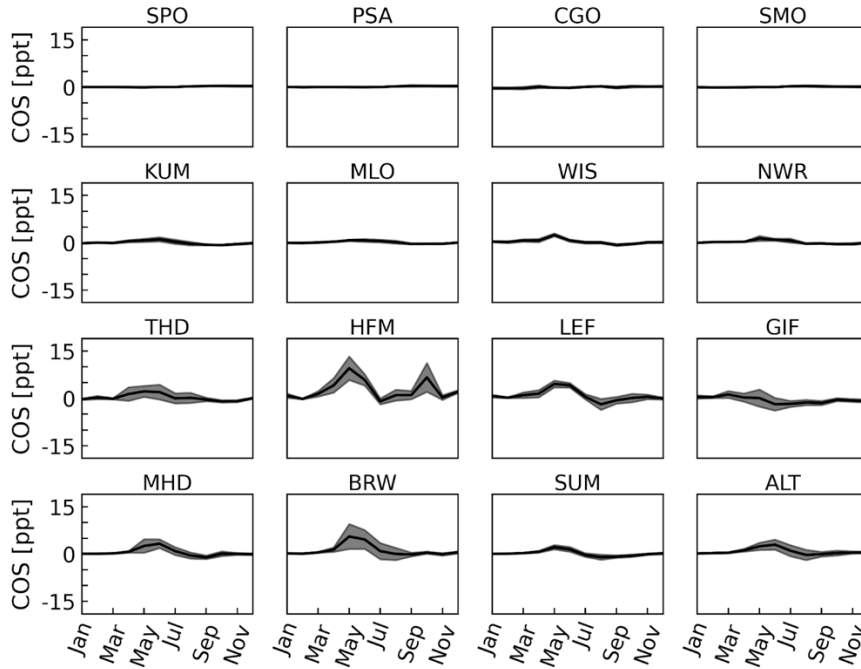 SPO PSA CGO SMO
COS [ppt] 15 0 -15
KUM MLO WIS NWR
COS [ppt] 15 0 -15
THD HFM LEF GIF
COS [ppt] 15 0 -15
MHD BRW SUM ALT
COS [ppt] 15 0 -15
Jan Mar May Jul Sep Nov Jan Mar May Jul Sep Nov Jan Mar May Jul Sep Nov Jan Mar May Jul Sep Nov